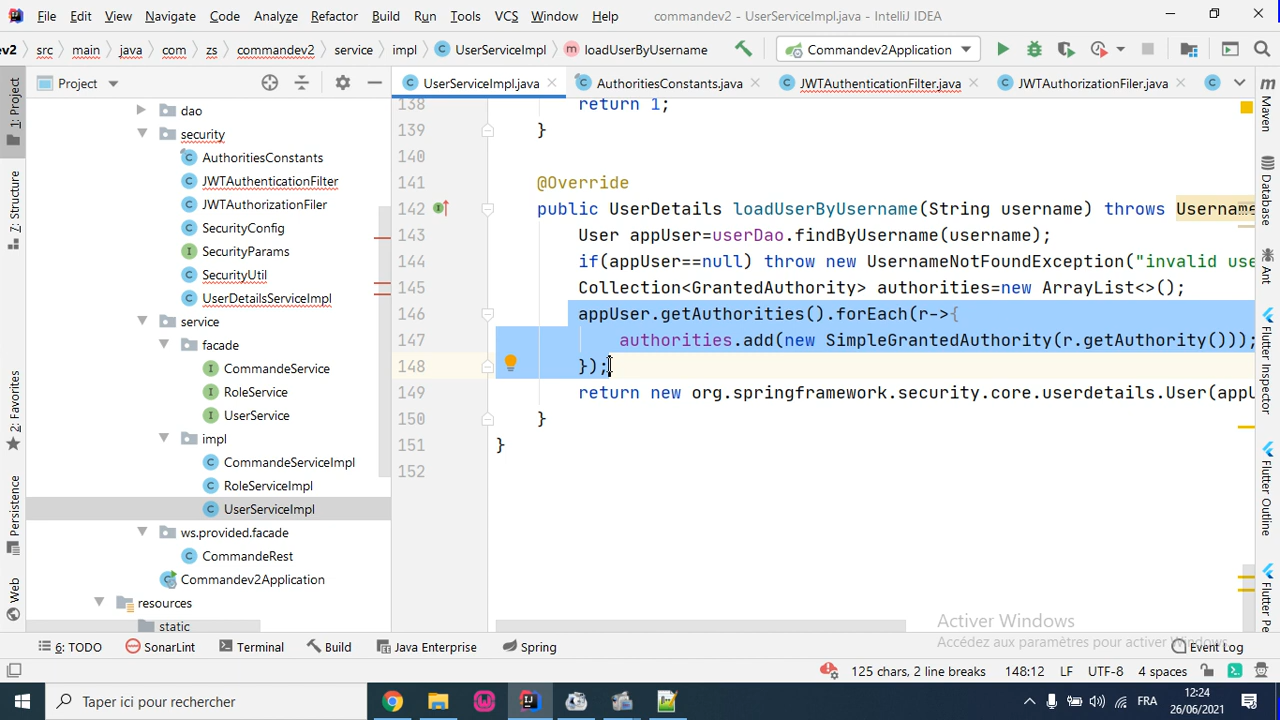 File Edit View Navigate Code Analyze Refactor Build Run Tools VCS Window Help commandev2 - UserServiceImpl.java - IntelliJ IDEA
src main java com zs commandev2 service impl UserServiceImpl loadUserByUsername Commandev2Application
Project UserServiceImpl.java AuthoritiesConstants.java JWTAuthenticationFilter.java JWTAuthorizationFiler.java
1: Project
Z: Structure
2: Favorites
Persistence
Web
dao
security
AuthoritiesConstants
JWTAuthenticationFilter
JWTAuthorizationFiler
SecurityConfig
SecurityParams
SecurityUtil
UserDetailsServiceImpl
service
facade
CommandeService
RoleService
UserService
impl
CommandeServiceImpl
RoleServiceImpl
UserServiceImpl
ws.provided.facade
CommandeRest
Commandev2Application
resources
static
138 return 1;
139 }
140
141 @Override
142 public UserDetails loadUserByUsername(String username) throws Username
143 User appUser=userDao.findByUsername(username);
144 if(appUser==null) throw new UsernameNotFoundException("invalid use
145 Collection<GrantedAuthority> authorities=new ArrayList<>();
146 appUser.getAuthorities().forEach(r->{
147 authorities.add(new SimpleGrantedAuthority(r.getAuthority()));
148 });
149 return new org.springframework.security.core.userdetails.User(appU
150 }
151 }
152
m Maven
Database
Ant
Flutter Inspector
Flutter Outline
Flutter Pe
Activer Windows
Accédez aux paramètres pour activer Windows.
6: TODO SonarLint Terminal Build Java Enterprise Spring Event Log
125 chars, 2 line breaks 148:12 LF UTF-8 4 spaces
Taper ici pour rechercher FRA 12:24
26/06/2021